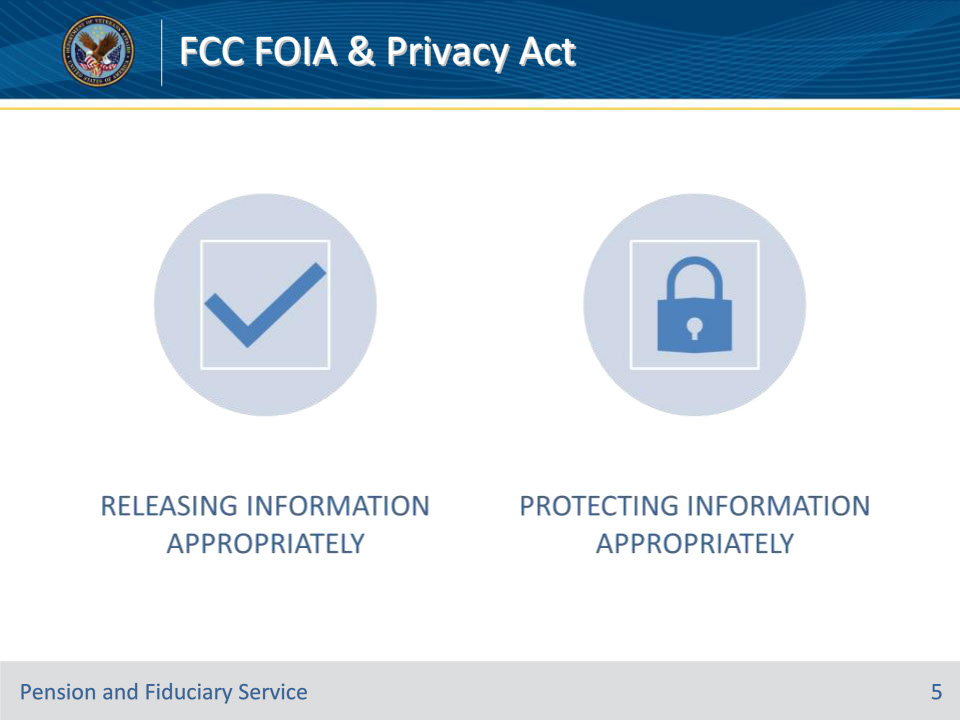 FCC FOIA & Privacy Act
RELEASING INFORMATION
APPROPRIATELY
PROTECTING INFORMATION
APPROPRIATELY
Pension and Fiduciary Service
5